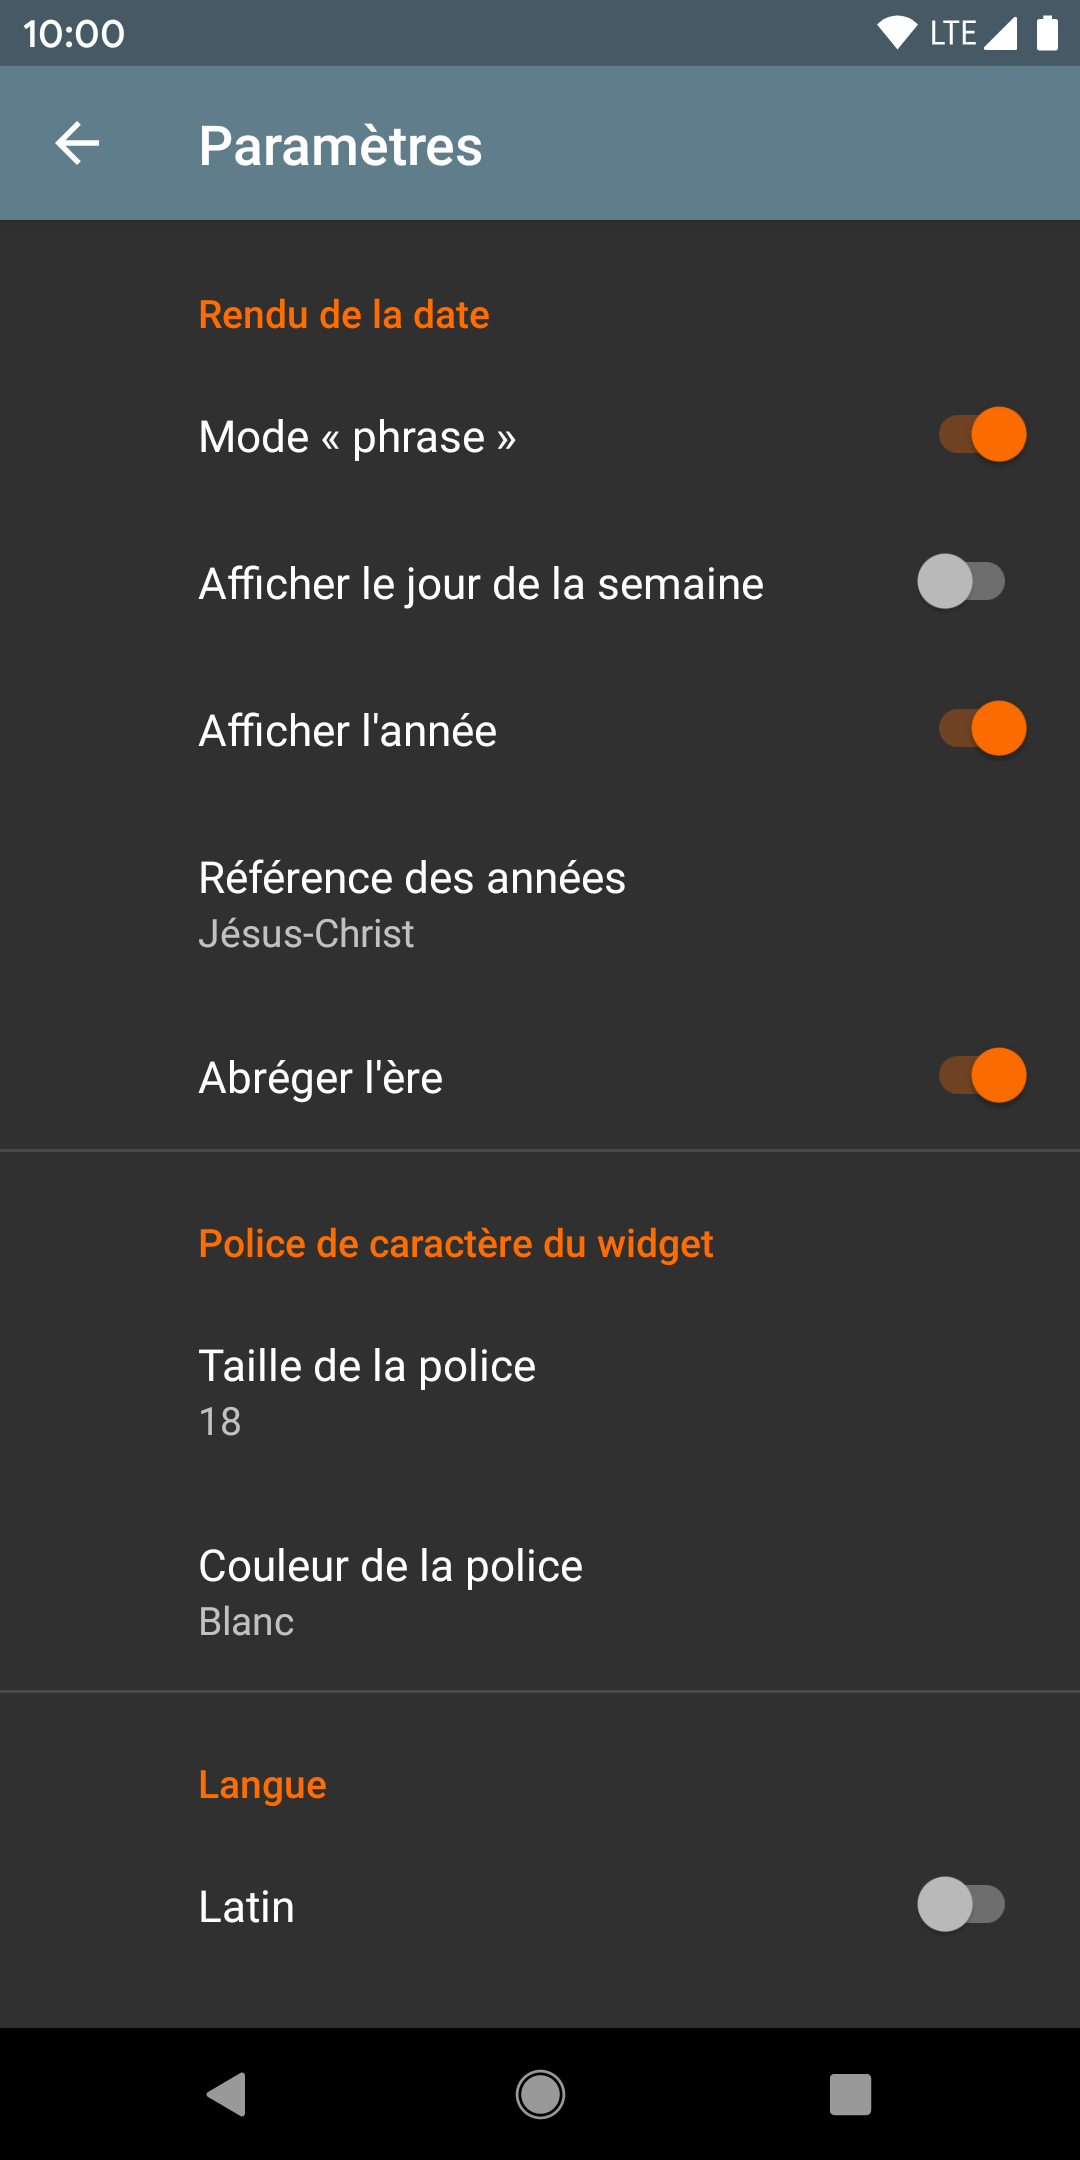 10:00 LTE
Paramètres
Rendu de la date
Mode « phrase »
Afficher le jour de la semaine
Afficher l'année
Référence des années
Jésus-Christ
Abréger l'ère
Police de caractère du widget
Taille de la police
18
Couleur de la police
Blanc
Langue
Latin